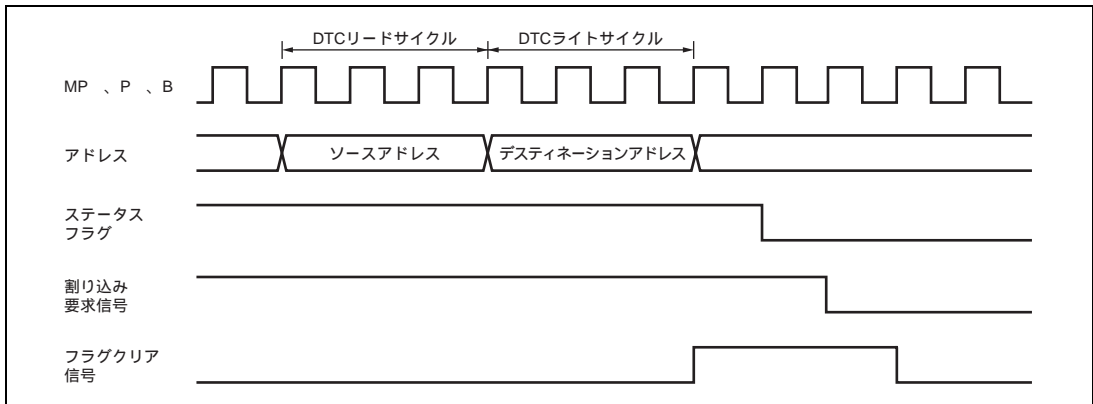 DTCリードサイクル DTCライトサイクル
MP 、P 、B
アドレス ソースアドレス デスティネーションアドレス
ステータス
フラグ
割り込み
要求信号
フラグクリア
信号